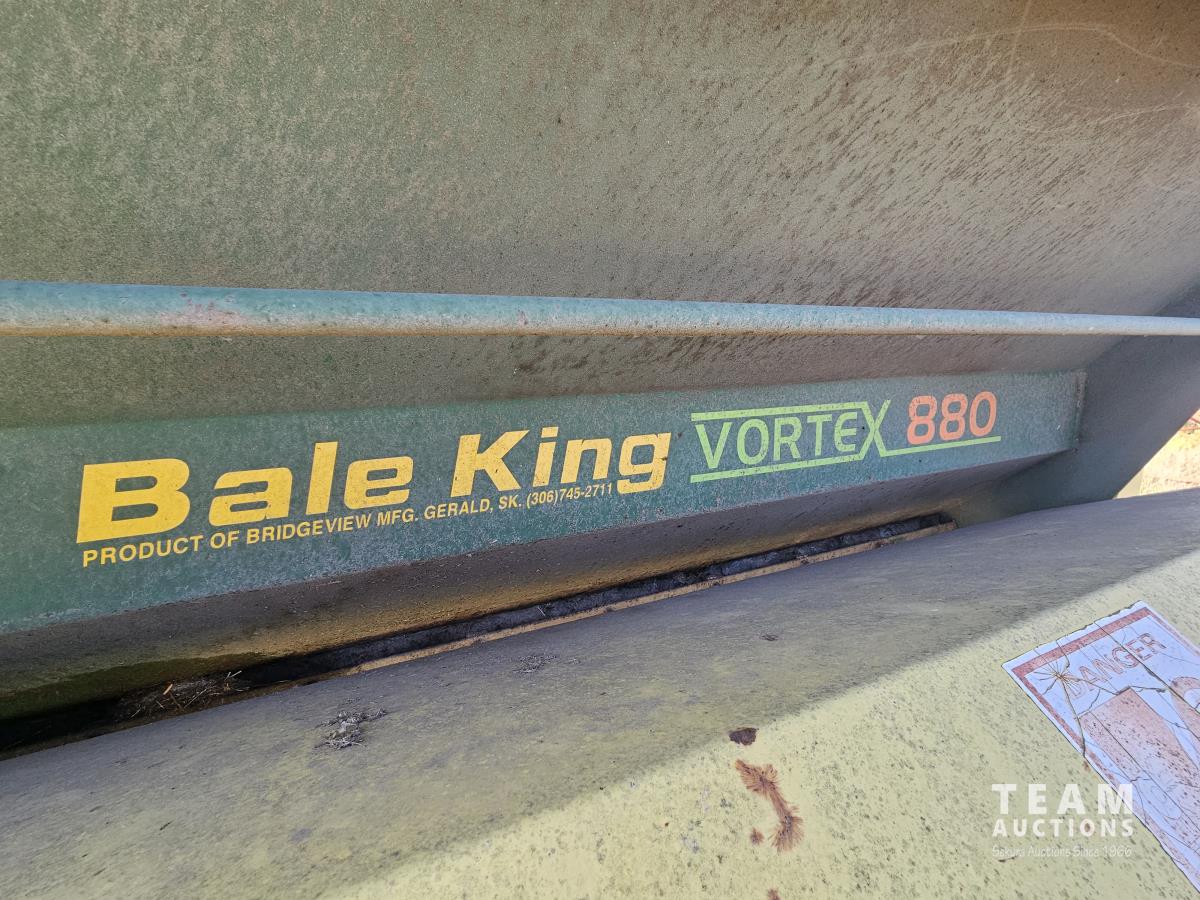 Bale King VORTEX 880
PRODUCT OF BRIDGEVIEW MFG. GERALD, SK. (306)745-2711
DANGER
TEAM
AUCTIONS
Sakura Auctions Since 1966